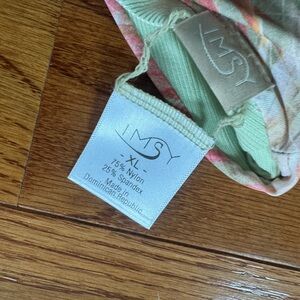 IMSY
IMSY
- XL -
75% Nylon
25% Spandex
Made in
Dominican Republic